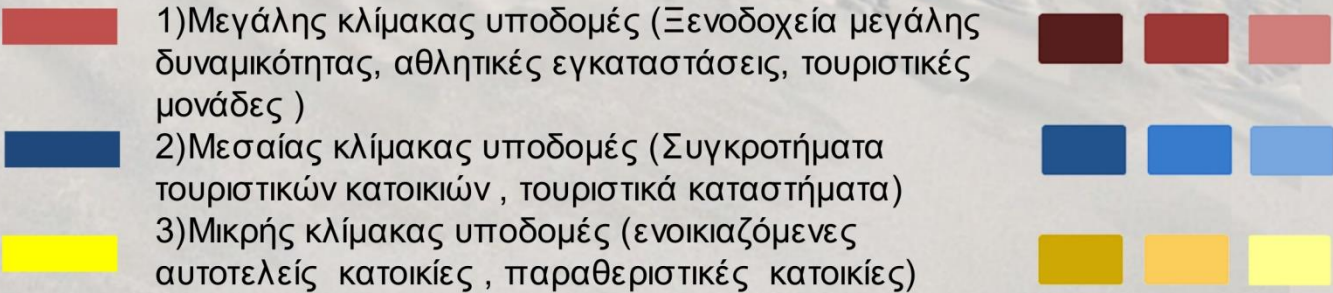 1)Μεγάλης κλίμακας υποδομές (Ξενοδοχεία μεγάλης
δυναμικότητας, αθλητικές εγκαταστάσεις, τουριστικές
μονάδες )
2)Μεσαίας κλίμακας υποδομές (Συγκροτήματα
τουριστικών κατοικιών , τουριστικά καταστήματα)
3)Μικρής κλίμακας υποδομές (ενοικιαζόμενες
αυτοτελείς κατοικίες , παραθεριστικές κατοικίες)